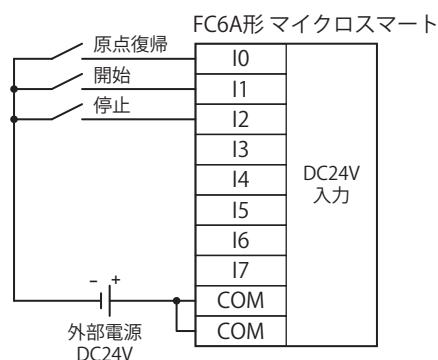 FC6A形 マイクロスマート
原点復帰
I0
開始
I1
停止
I2
I3
I4
I5
I6
I7
COM
COM
DC24V
入力
– +
外部電源
DC24V